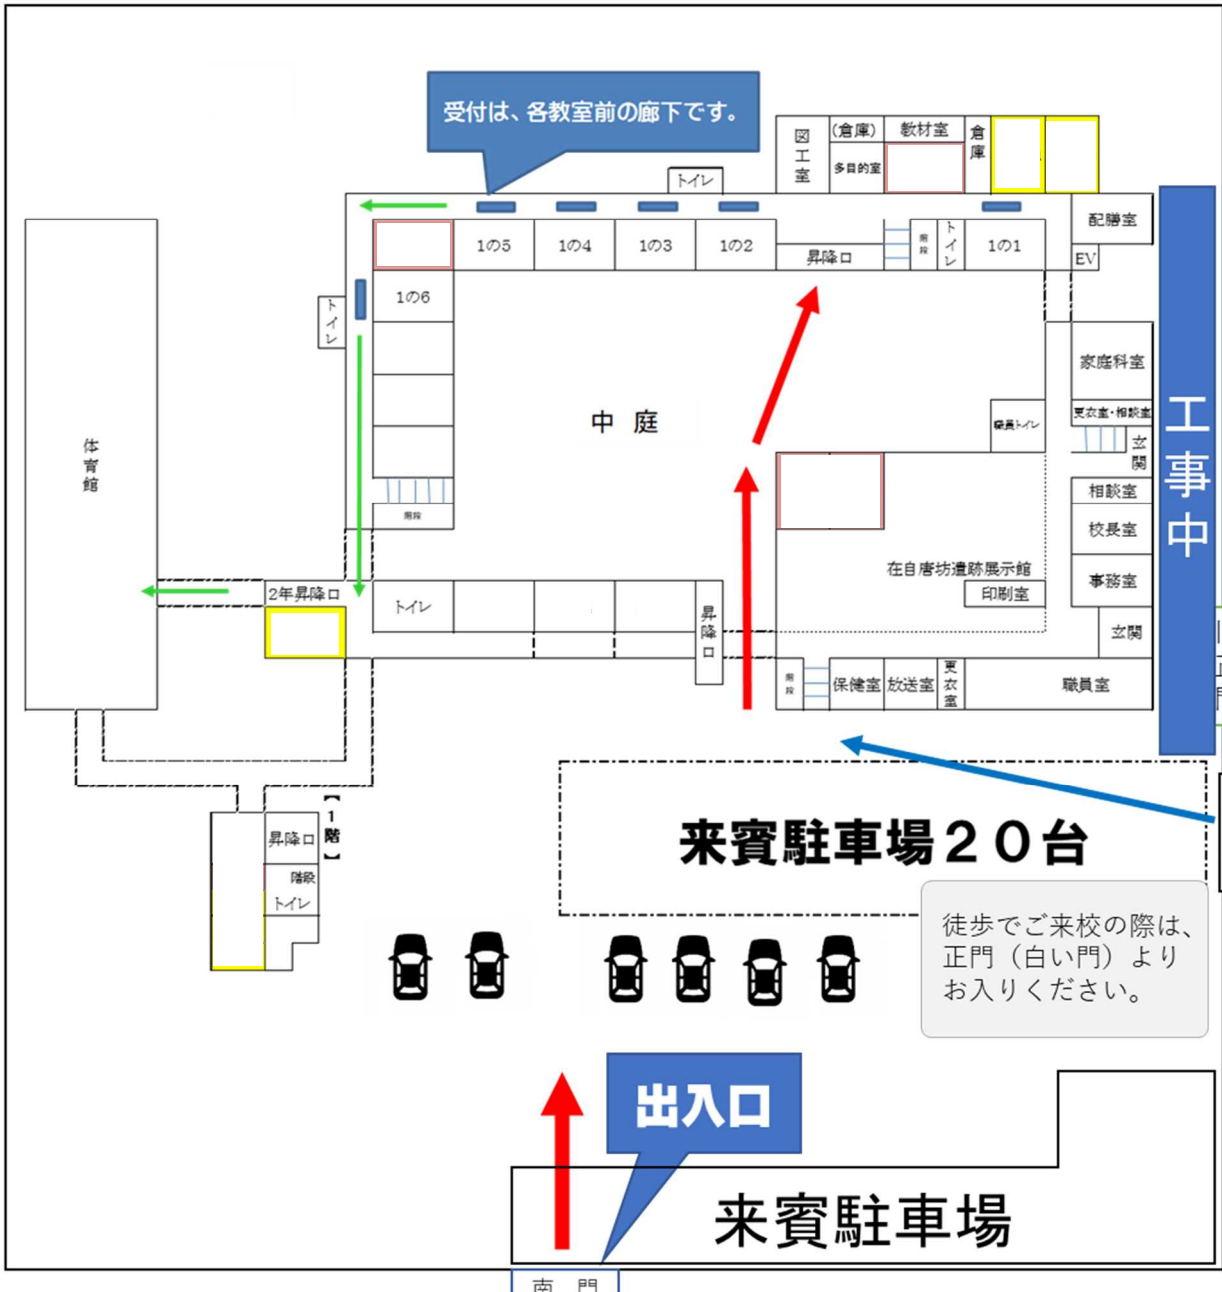 受付は、各教室前の廊下です。
図工室
(倉庫)
教材室
倉庫
多目的室
トイレ
配膳室
1の5
1の4
1の3
1の2
昇降口
階段
トイレ
1の1
EV
1の6
トイレ
家庭科室
中 庭
職員トイレ
更衣室・相談室
玄関
工事中
体育館
相談室
校長室
階段
在自唐坊遺跡展示館
事務室
2年昇降口
トイレ
昇降口
印刷室
玄関
階段
保健室
放送室
更衣室
職員室
【1階】
昇降口
階段
トイレ
来賓駐車場20台
徒歩でご来校の際は、
正門(白い門)より
お入りください。
出入口
来賓駐車場
南 門